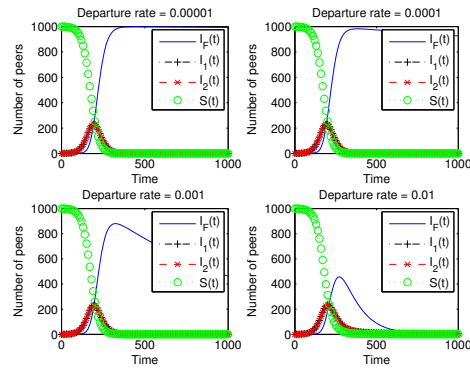 Departure rate = 0.00001
Number of peers
1000
800
600
400
200
0
0
500
1000
Time
I_F(t)
I_1(t)
I_2(t)
S(t)
Departure rate = 0.0001
Number of peers
1000
800
600
400
200
0
0
500
1000
Time
I_F(t)
I_1(t)
I_2(t)
S(t)
Departure rate = 0.001
Number of peers
1000
800
600
400
200
0
0
500
1000
Time
I_F(t)
I_1(t)
I_2(t)
S(t)
Departure rate = 0.01
Number of peers
1000
800
600
400
200
0
0
500
1000
Time
I_F(t)
I_1(t)
I_2(t)
S(t)